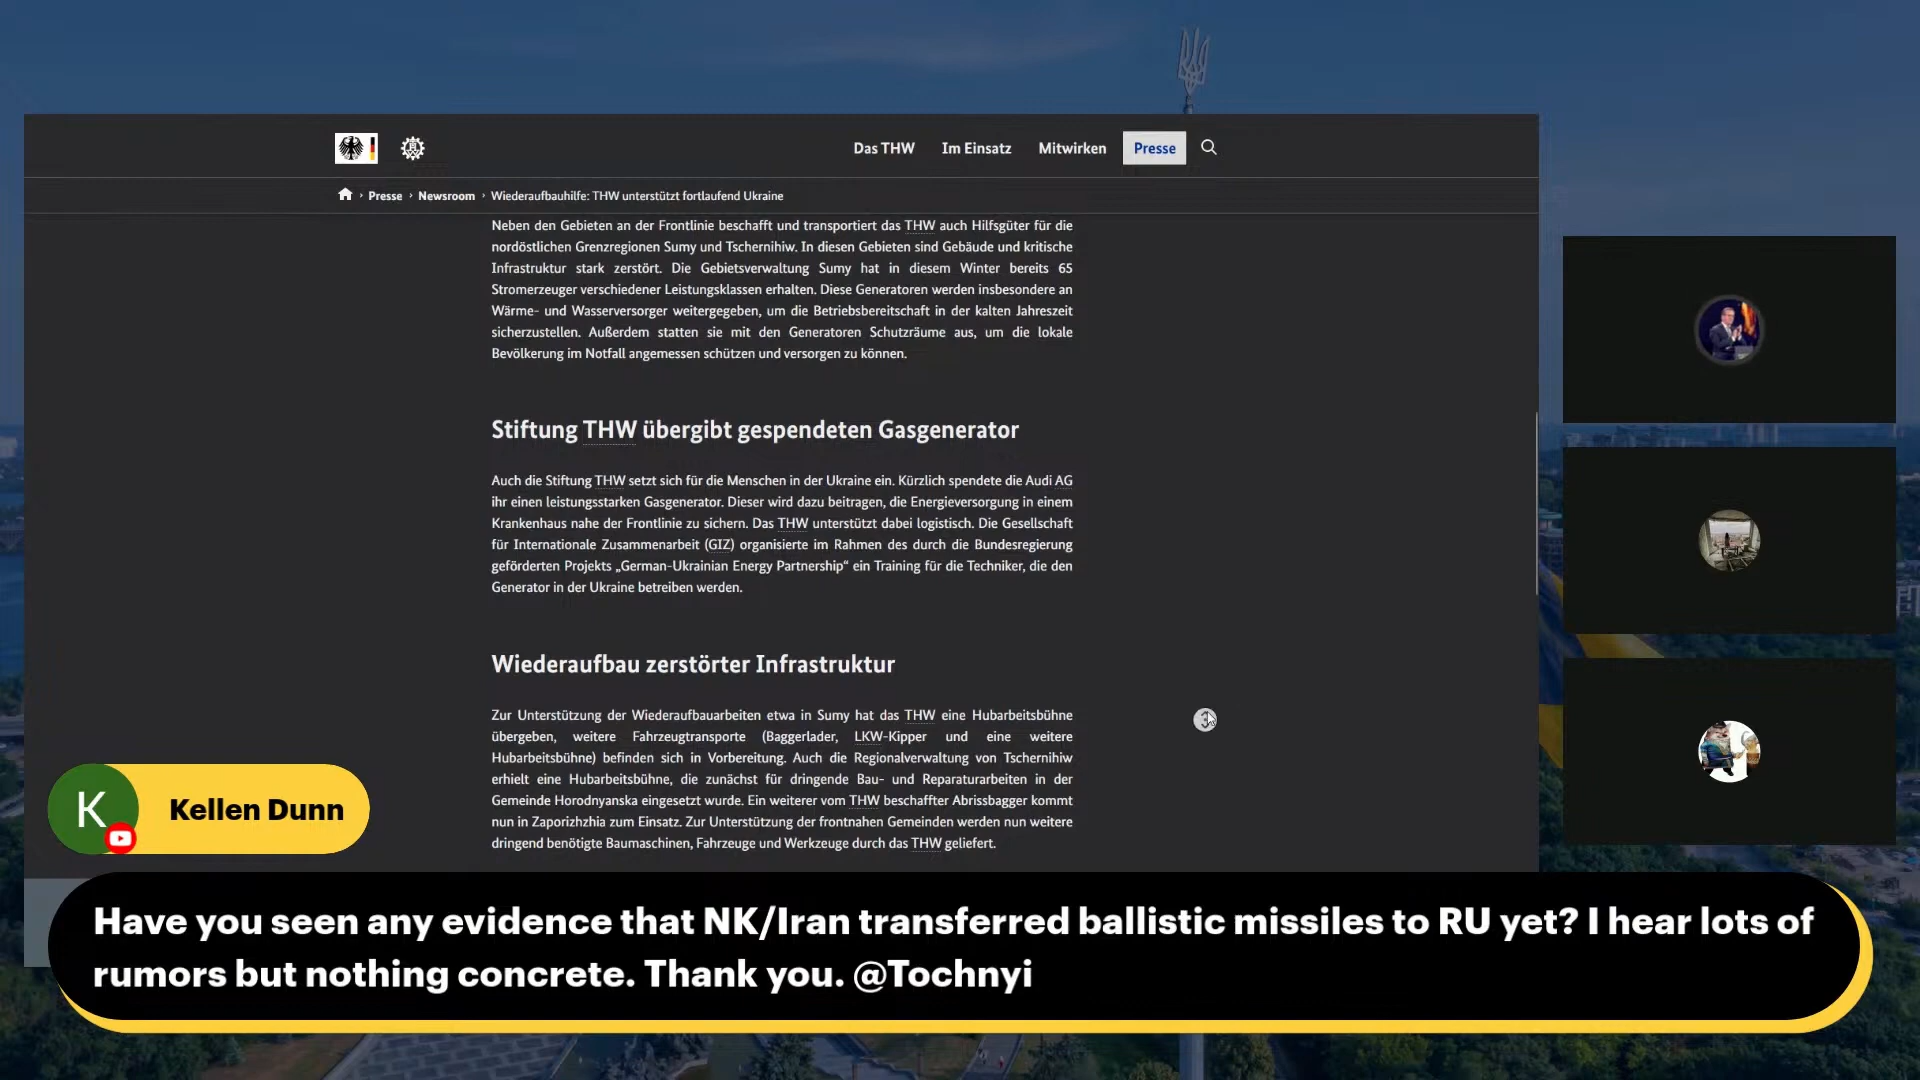 Das THW Im Einsatz Mitwirken Presse
Presse › Newsroom › Wiederaufbauhilfe: THW unterstützt fortlaufend Ukraine
Neben den Gebieten an der Frontlinie beschafft und transportiert das THW auch Hilfsgüter für die
nordöstlichen Grenzregionen Sumy und Tschernihiw. In diesen Gebieten sind Gebäude und kritische
Infrastruktur stark zerstört. Die Gebietsverwaltung Sumy hat in diesem Winter bereits 65
Stromerzeuger verschiedener Leistungsklassen erhalten. Diese Generatoren werden insbesondere an
Wärme- und Wasserversorger weitergegeben, um die Betriebsbereitschaft in der kalten Jahreszeit
sicherzustellen. Außerdem statten sie mit den Generatoren Schutzräume aus, um die lokale
Bevölkerung im Notfall angemessen schützen und versorgen zu können.
Stiftung THW übergibt gespendeten Gasgenerator
Auch die Stiftung THW setzt sich für die Menschen in der Ukraine ein. Kürzlich spendete die Audi AG
ihr einen leistungsstarken Gasgenerator. Dieser wird dazu beitragen, die Energieversorgung in einem
Krankenhaus nahe der Frontlinie zu sichern. Das THW unterstützt dabei logistisch. Die Gesellschaft
für Internationale Zusammenarbeit (GIZ) organisierte im Rahmen des durch die Bundesregierung
geförderten Projekts „German-Ukrainian Energy Partnership“ ein Training für die Techniker, die den
Generator in der Ukraine betreiben werden.
Wiederaufbau zerstörter Infrastruktur
Zur Unterstützung der Wiederaufbauarbeiten etwa in Sumy hat das THW eine Hubarbeitsbühne
übergeben, weitere Fahrzeugtransporte (Baggerlader, LKW-Kipper und eine weitere
Hubarbeitsbühne) befinden sich in Vorbereitung. Auch die Regionalverwaltung von Tschernihiw
erhielt eine Hubarbeitsbühne, die zunächst für dringende Bau- und Reparaturarbeiten in der
Gemeinde Horodnyanska eingesetzt wurde. Ein weiterer vom THW beschaffter Abrissbagger kommt
nun in Zaporizhzhia zum Einsatz. Zur Unterstützung der frontnahen Gemeinden werden nun weitere
dringend benötigte Baumaschinen, Fahrzeuge und Werkzeuge durch das THW geliefert.
K
Kellen Dunn
Have you seen any evidence that NK/Iran transferred ballistic missiles to RU yet? I hear lots of
rumors but nothing concrete. Thank you. @Tochnyi